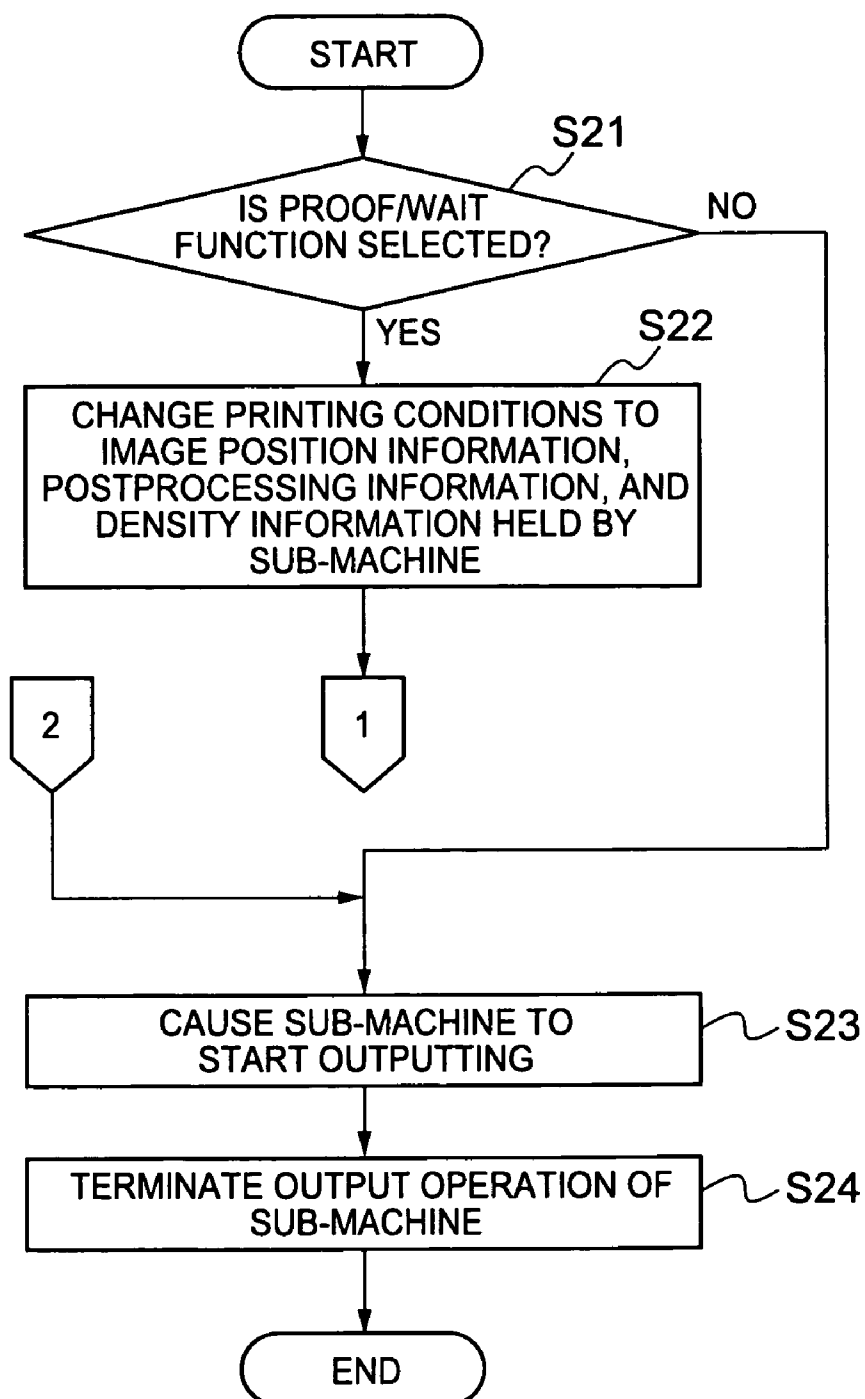 START
S21
IS PROOF/WAIT
FUNCTION SELECTED?
NO
YES
S22
CHANGE PRINTING CONDITIONS TO
IMAGE POSITION INFORMATION,
POSTPROCESSING INFORMATION, AND
DENSITY INFORMATION HELD BY
SUB-MACHINE
2
1
CAUSE SUB-MACHINE TO
START OUTPUTTING
S23
TERMINATE OUTPUT OPERATION OF
SUB-MACHINE
S24
END